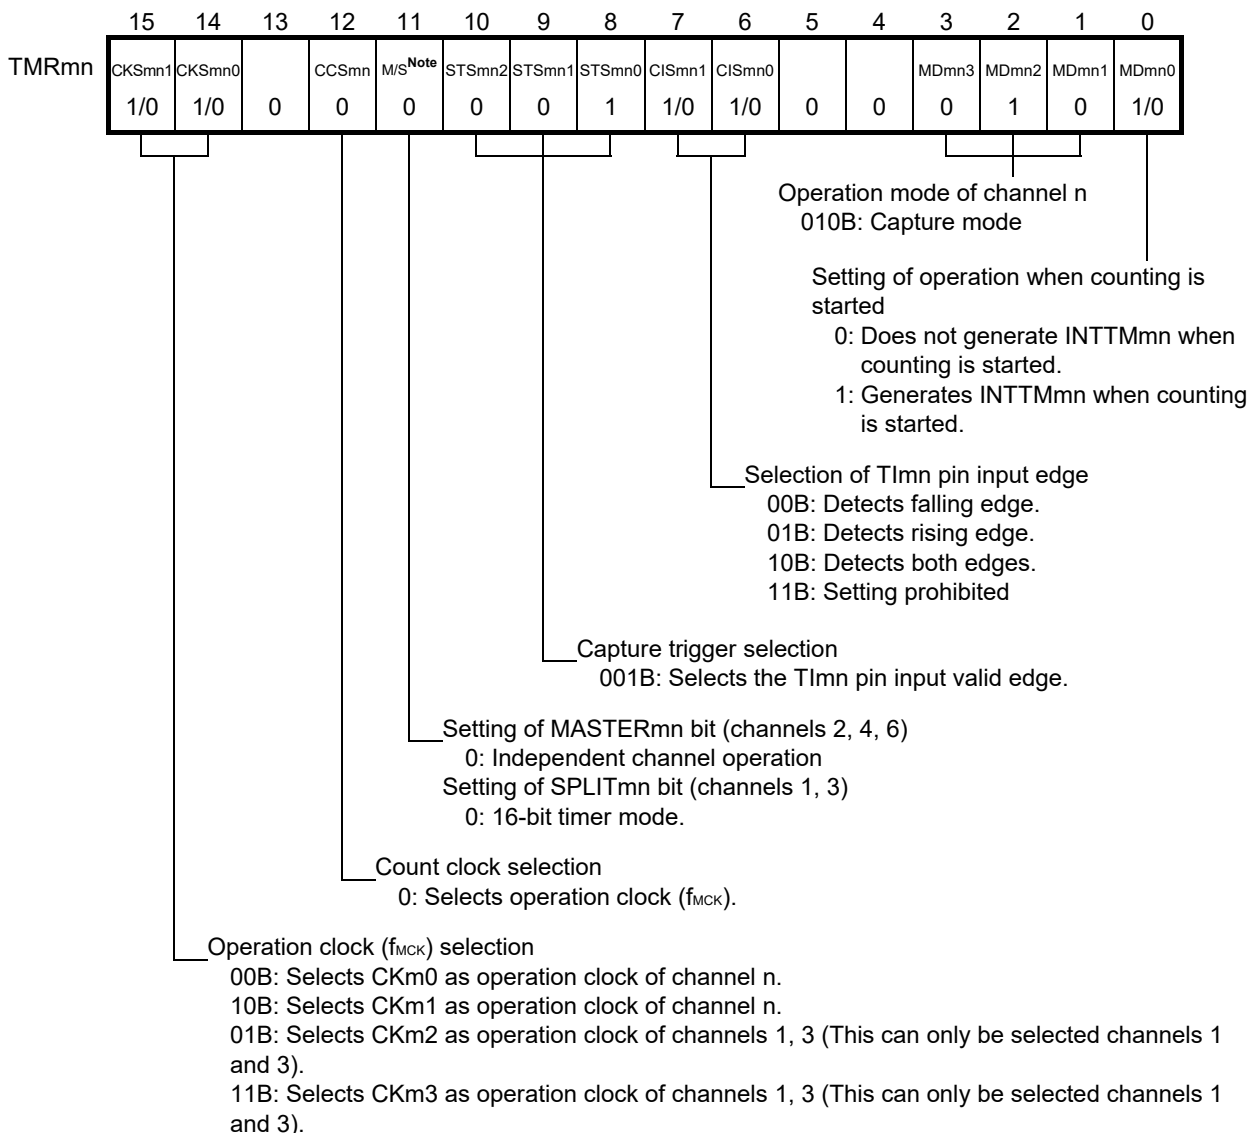 15 14 13 12 11 10 9 8 7 6 5 4 3 2 1 0
TMRmn CKSmn1 CKSmn0 CCSmn M/SNote STSmn2 STSmn1 STSmn0 CISmn1 CISmn0 MDmn3 MDmn2 MDmn1 MDmn0
1/0 1/0 0 0 0 0 0 1 1/0 1/0 0 0 0 1 0 1/0
Operation mode of channel n
010B: Capture mode
Setting of operation when counting is
started
0: Does not generate INTTMmn when
counting is started.
1: Generates INTTMmn when counting
is started.
Selection of TImn pin input edge
00B: Detects falling edge.
01B: Detects rising edge.
10B: Detects both edges.
11B: Setting prohibited
Capture trigger selection
001B: Selects the TImn pin input valid edge.
Setting of MASTERmn bit (channels 2, 4, 6)
0: Independent channel operation
Setting of SPLITmn bit (channels 1, 3)
0: 16-bit timer mode.
Count clock selection
0: Selects operation clock (fMCK).
Operation clock (fMCK) selection
00B: Selects CKm0 as operation clock of channel n.
10B: Selects CKm1 as operation clock of channel n.
01B: Selects CKm2 as operation clock of channels 1, 3 (This can only be selected channels 1
and 3).
11B: Selects CKm3 as operation clock of channels 1, 3 (This can only be selected channels 1
and 3).